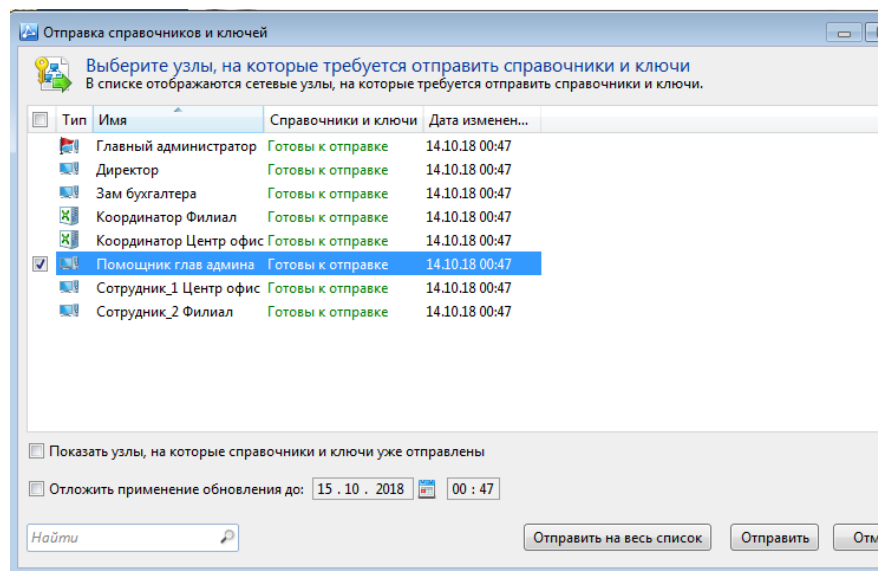 Отправка справочников и ключей
Выберите узлы, на которые требуется отправить справочники и ключи
В списке отображаются сетевые узлы, на которые требуется отправить справочники и ключи.
Тип Имя Справочники и ключи Дата изменен...
Главный администратор Готовы к отправке 14.10.18 00:47
Директор Готовы к отправке 14.10.18 00:47
Зам бухгалтера Готовы к отправке 14.10.18 00:47
Координатор Филиал Готовы к отправке 14.10.18 00:47
Координатор Центр офис Готовы к отправке 14.10.18 00:47
Помощник глав админа Готовы к отправке 14.10.18 00:47
Сотрудник_1 Центр офис Готовы к отправке 14.10.18 00:47
Сотрудник_2 Филиал Готовы к отправке 14.10.18 00:47
Показать узлы, на которые справочники и ключи уже отправлены
Отложить применение обновления до: 15 . 10 . 2018 00 : 47
Найти Отправить на весь список Отправить Отм